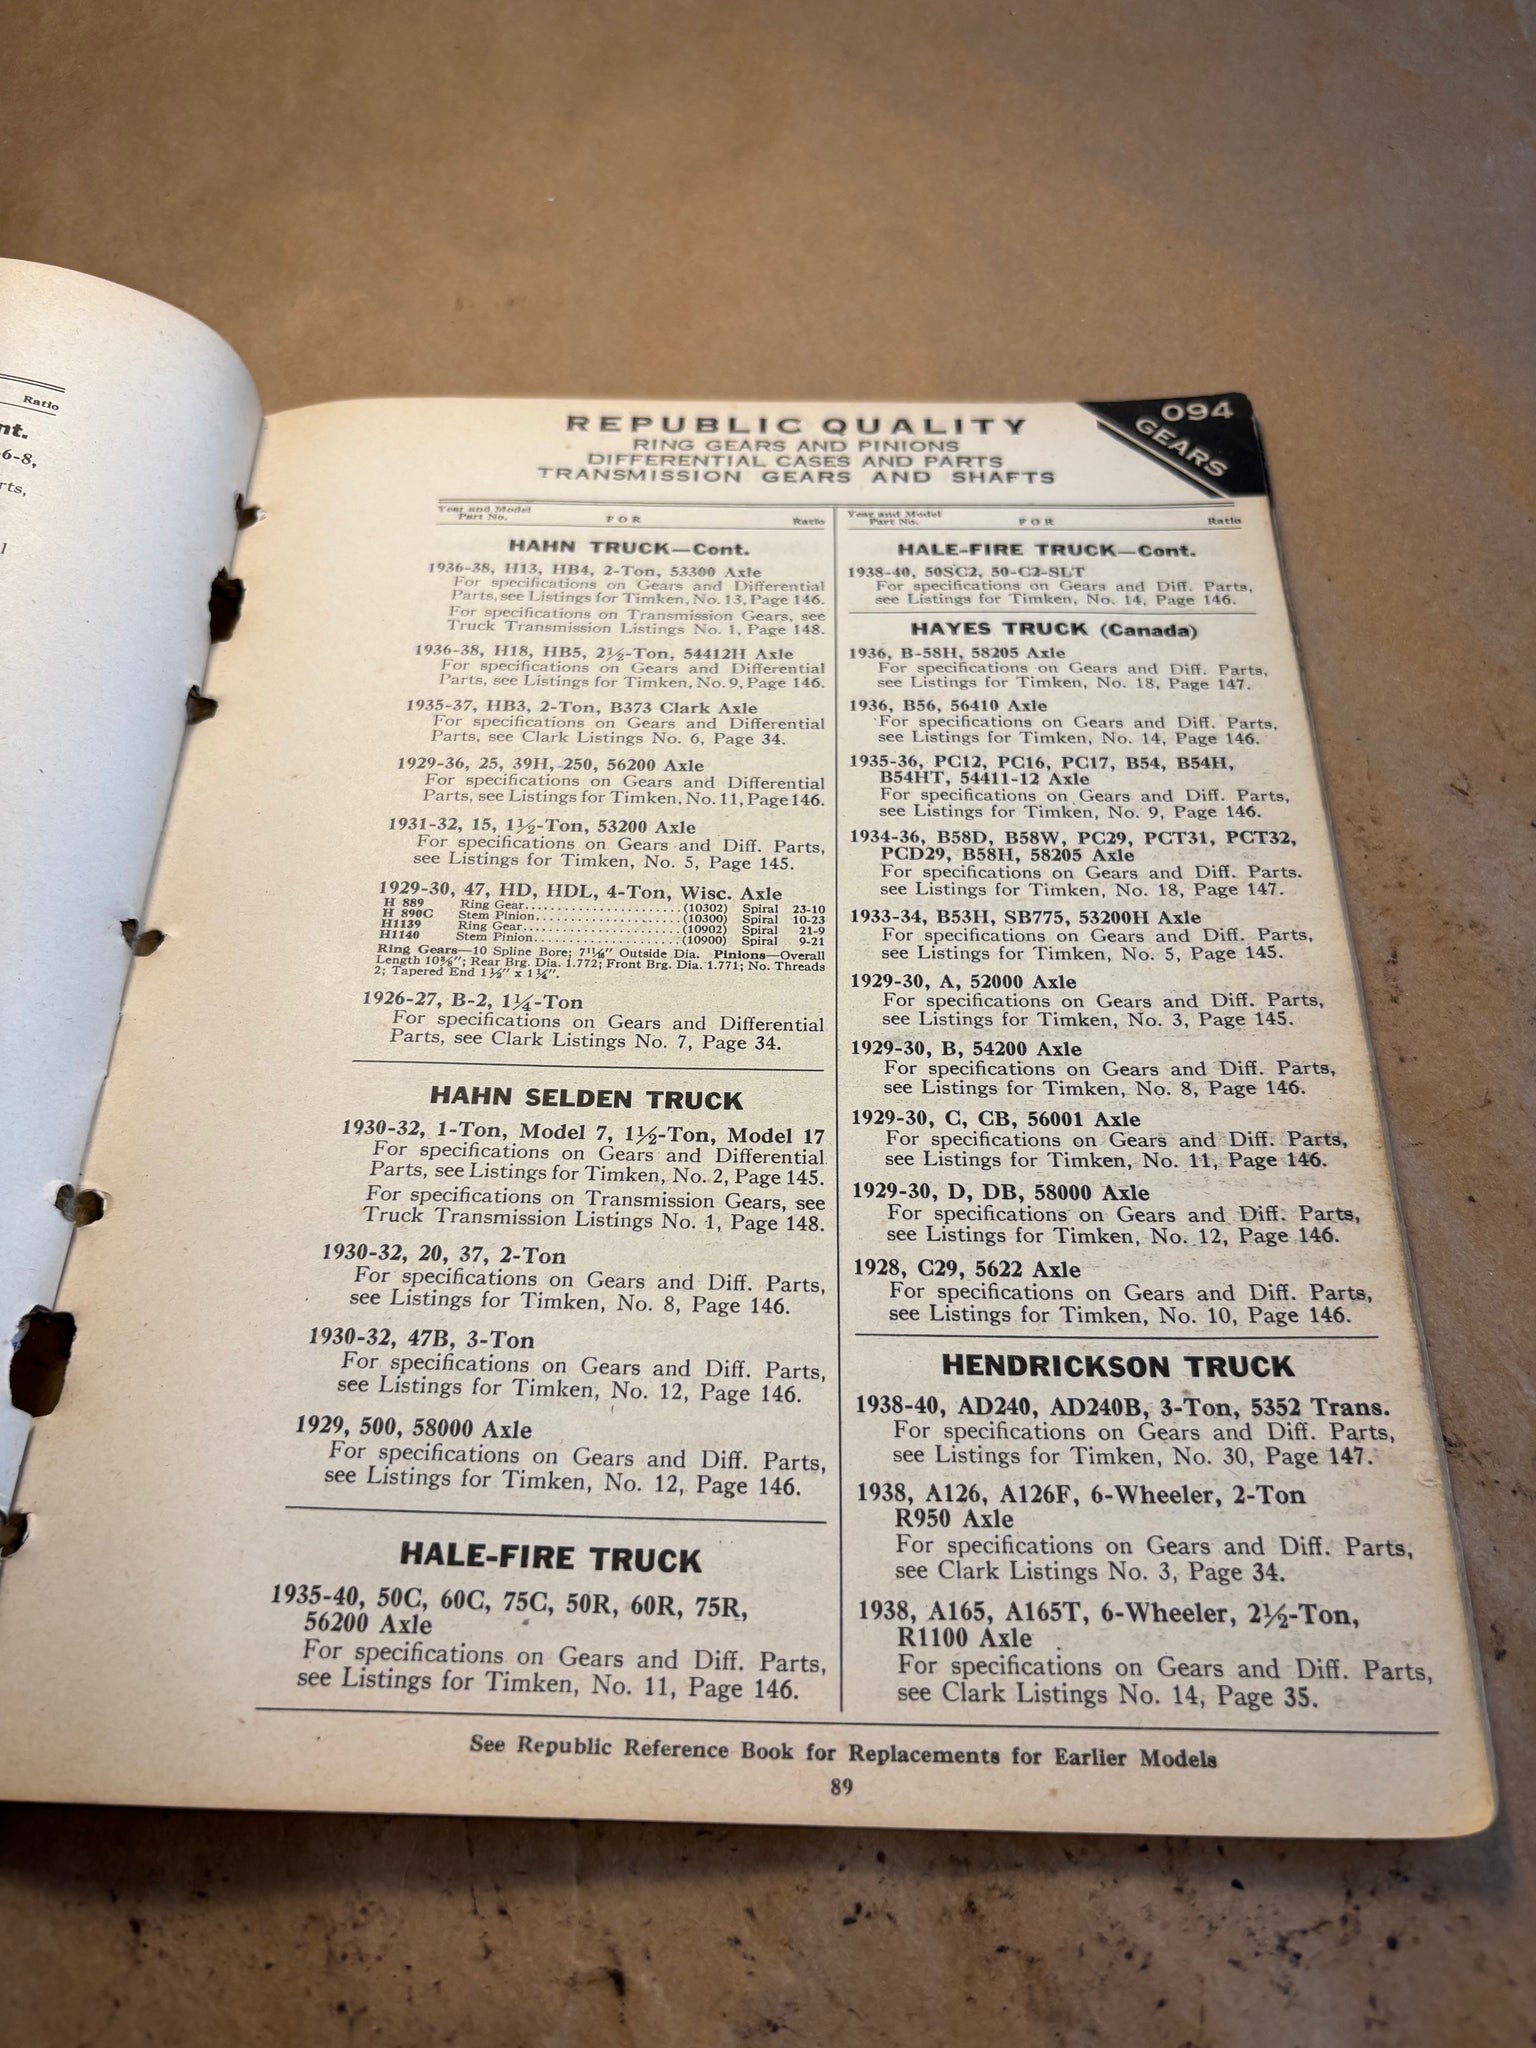 Ratio
nt.
6-8,
rts,
l
REPUBLIC QUALITY
RING GEARS AND PINIONS
DIFFERENTIAL CASES AND PARTS
TRANSMISSION GEARS AND SHAFTS
094
GEARS
Year and Model
Part No.
FOR
Ratio
HAHN TRUCK—Cont.
1936-38, H13, HB4, 2-Ton, 53300 Axle
For specifications on Gears and Differential
Parts, see Listings for Timken, No. 13, Page 146.
For specifications on Transmission Gears, see
Truck Transmission Listings No. 1, Page 148.
1936-38, H18, HB5, 2½-Ton, 54412H Axle
For specifications on Gears and Differential
Parts, see Listings for Timken, No. 9, Page 146.
1935-37, HB3, 2-Ton, B373 Clark Axle
For specifications on Gears and Differential
Parts, see Clark Listings No. 6, Page 34.
1929-36, 25, 39H, 250, 56200 Axle
For specifications on Gears and Differential
Parts, see Listings for Timken, No. 11, Page 146.
1931-32, 15, 1½-Ton, 53200 Axle
For specifications on Gears and Diff. Parts,
see Listings for Timken, No. 5, Page 145.
1929-30, 47, HD, HDL, 4-Ton, Wisc. Axle
H 889 Ring Gear........................(10302) Spiral 23-10
H 890C Stem Pinion......................(10300) Spiral 10-23
H1139 Ring Gear........................(10902) Spiral 21-9
H1140 Stem Pinion......................(10900) Spiral 9-21
Ring Gears—10 Spline Bore; 7 11/16" Outside Dia. Pinions—Overall
Length 10⅝"; Rear Brg. Dia. 1.772; Front Brg. Dia. 1.771; No. Threads
2; Tapered End 1⅛" x 1¼".
1926-27, B-2, 1¼-Ton
For specifications on Gears and Differential
Parts, see Clark Listings No. 7, Page 34.
HAHN SELDEN TRUCK
1930-32, 1-Ton, Model 7, 1½-Ton, Model 17
For specifications on Gears and Differential
Parts, see Listings for Timken, No. 2, Page 145.
For specifications on Transmission Gears, see
Truck Transmission Listings No. 1, Page 148.
1930-32, 20, 37, 2-Ton
For specifications on Gears and Diff. Parts,
see Listings for Timken, No. 8, Page 146.
1930-32, 47B, 3-Ton
For specifications on Gears and Diff. Parts,
see Listings for Timken, No. 12, Page 146.
1929, 500, 58000 Axle
For specifications on Gears and Diff. Parts,
see Listings for Timken, No. 12, Page 146.
HALE-FIRE TRUCK
1935-40, 50C, 60C, 75C, 50R, 60R, 75R,
56200 Axle
For specifications on Gears and Diff. Parts,
see Listings for Timken, No. 11, Page 146.
Year and Model
Part No.
FOR
Ratio
HALE-FIRE TRUCK—Cont.
1938-40, 50SC2, 50-C2-SLT
For specifications on Gears and Diff. Parts,
see Listings for Timken, No. 14, Page 146.
HAYES TRUCK (Canada)
1936, B-58H, 58205 Axle
For specifications on Gears and Diff. Parts,
see Listings for Timken, No. 18, Page 147.
1936, B56, 56410 Axle
For specifications on Gears and Diff. Parts,
see Listings for Timken, No. 14, Page 146.
1935-36, PC12, PC16, PC17, B54, B54H,
B54HT, 54411-12 Axle
For specifications on Gears and Diff. Parts,
see Listings for Timken, No. 9, Page 146.
1934-36, B58D, B58W, PC29, PCT31, PCT32,
PCD29, B58H, 58205 Axle
For specifications on Gears and Diff. Parts.
see Listings for Timken, No. 18, Page 147.
1933-34, B53H, SB775, 53200H Axle
For specifications on Gears and Diff. Parts,
see Listings for Timken, No. 5, Page 145.
1929-30, A, 52000 Axle
For specifications on Gears and Diff. Parts,
see Listings for Timken, No. 3, Page 145.
1929-30, B, 54200 Axle
For specifications on Gears and Diff. Parts,
see Listings for Timken, No. 8, Page 146.
1929-30, C, CB, 56001 Axle
For specifications on Gears and Diff. Parts,
see Listings for Timken, No. 11, Page 146.
1929-30, D, DB, 58000 Axle
For specifications on Gears and Diff. Parts,
see Listings for Timken, No. 12, Page 146.
1928, C29, 5622 Axle
For specifications on Gears and Diff. Parts,
see Listings for Timken, No. 10, Page 146.
HENDRICKSON TRUCK
1938-40, AD240, AD240B, 3-Ton, 5352 Trans.
For specifications on Gears and Diff. Parts,
see Listings for Timken, No. 30, Page 147.
1938, A126, A126F, 6-Wheeler, 2-Ton
R950 Axle
For specifications on Gears and Diff. Parts,
see Clark Listings No. 3, Page 34.
1938, A165, A165T, 6-Wheeler, 2½-Ton,
R1100 Axle
For specifications on Gears and Diff. Parts,
see Clark Listings No. 14, Page 35.
See Republic Reference Book for Replacements for Earlier Models
89